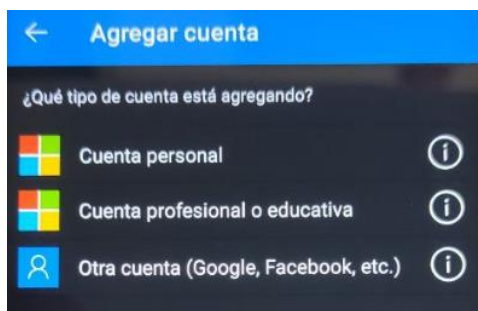 Agregar cuenta
¿Qué tipo de cuenta está agregando?
Cuenta personal
Cuenta profesional o educativa
Otra cuenta (Google, Facebook, etc.)